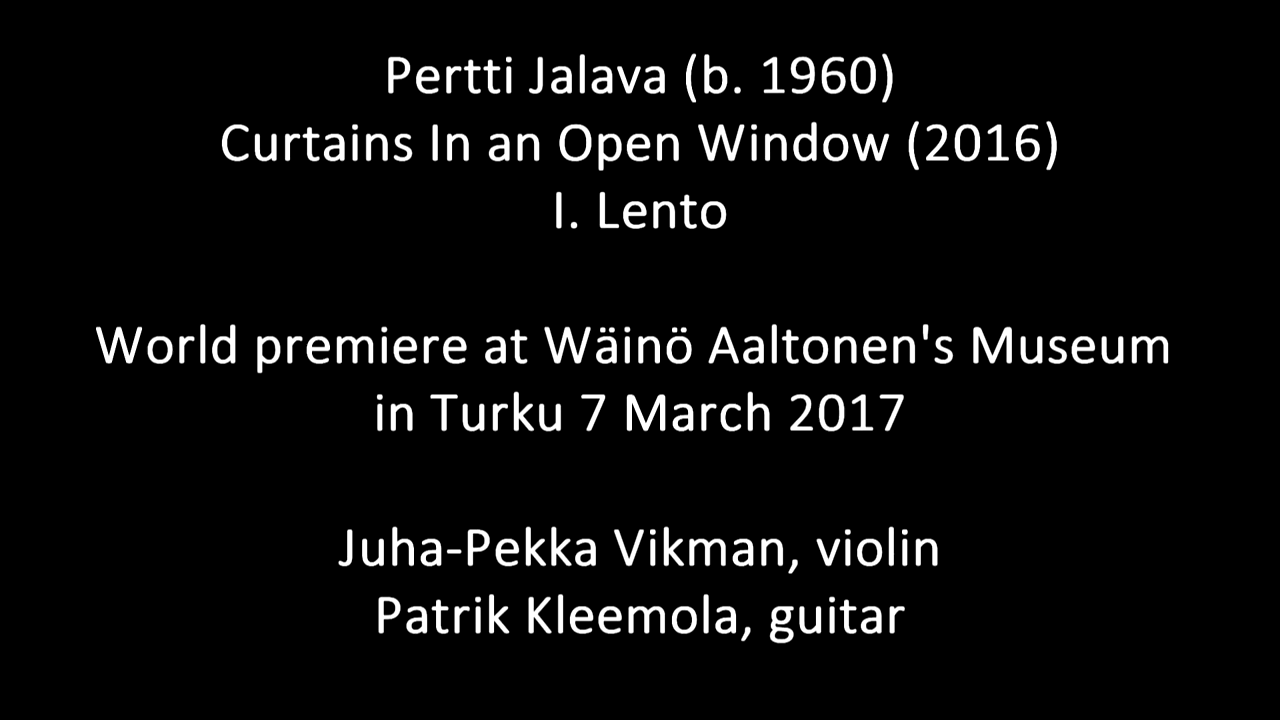 Pertti Jalava (b. 1960)
Curtains In an Open Window (2016)
I. Lento
World premiere at Wäinö Aaltonen's Museum
in Turku 7 March 2017
Juha-Pekka Vikman, violin
Patrik Kleemola, guitar